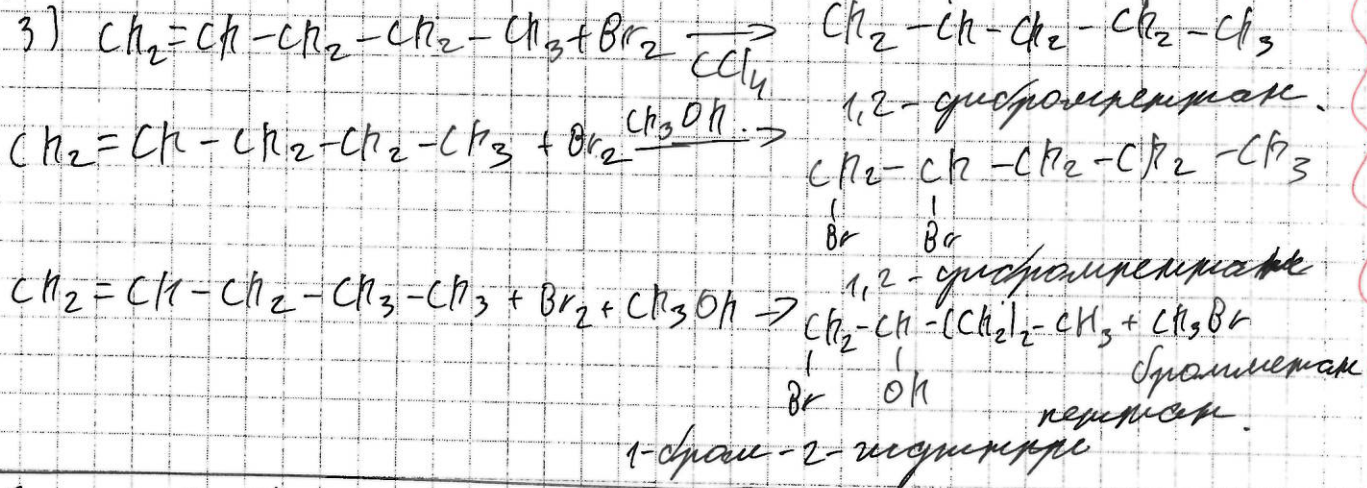 3) CH₂=CH–CH₂–CH₂–CH₃ + Br₂ →(CCl₄) CH₂–CH–CH₂–CH₂–CH₃
1,2-дибромпентан.
CH₂=CH–CH₂–CH₂–CH₃ + Br₂ →(CH₃OH.) CH₂–CH–CH₂–CH₂–CH₃
Br Br
1,2-дибромпентан
CH₂=CH–CH₂–CH₃–CH₃ + Br₂ + CH₃OH → CH₂–CH–(CH₂)₂–CH₃ + CH₃Br
Br OH
бромметан
пентан.
1-бром-2-